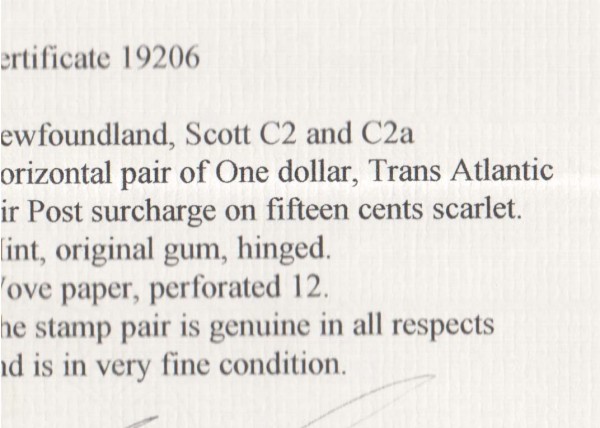 ertificate 19206
ewfoundland, Scott C2 and C2a
orizontal pair of One dollar, Trans Atlantic
ir Post surcharge on fifteen cents scarlet.
int, original gum, hinged.
ove paper, perforated 12.
he stamp pair is genuine in all respects
nd is in very fine condition.